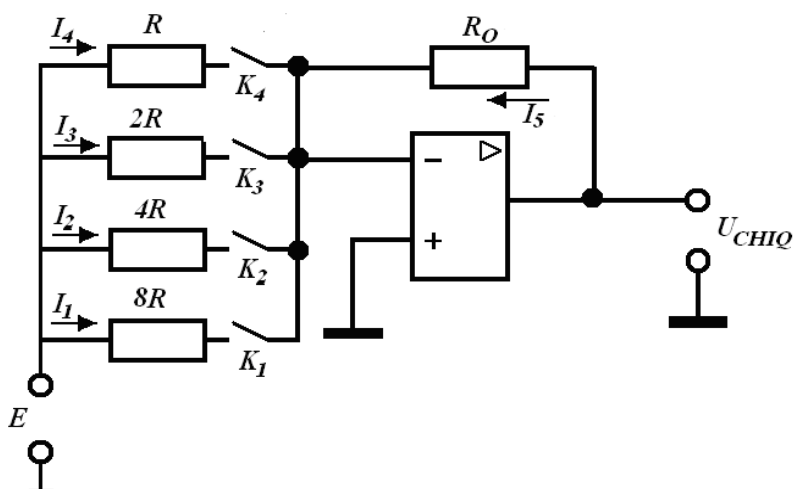 I4 R K4 RO
I5
I3 2R K3
−
+
I2 4R K2
UCHIQ
I1 8R K1
E